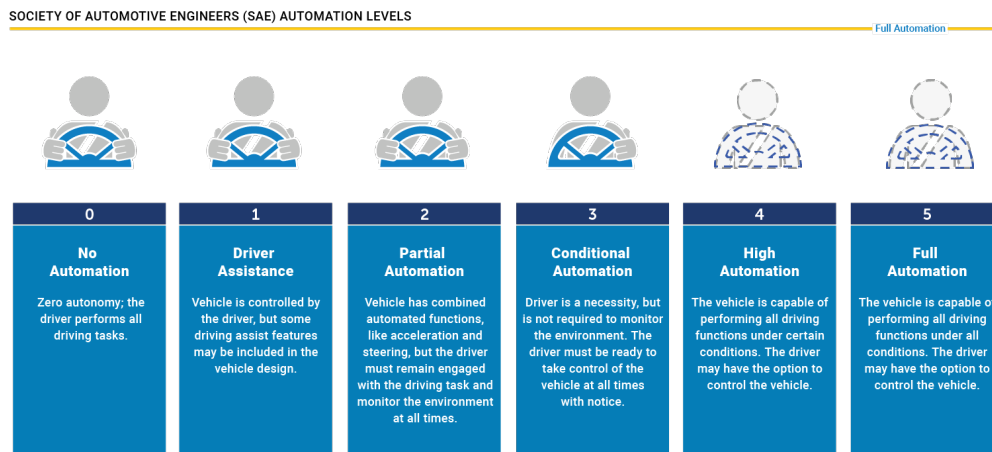 SOCIETY OF AUTOMOTIVE ENGINEERS (SAE) AUTOMATION LEVELS
Full Automation
0
No
Automation
Zero autonomy; the
driver performs all
driving tasks.
1
Driver
Assistance
Vehicle is controlled by
the driver, but some
driving assist features
may be included in the
vehicle design.
2
Partial
Automation
Vehicle has combined
automated functions,
like acceleration and
steering, but the driver
must remain engaged
with the driving task and
monitor the environment
at all times.
3
Conditional
Automation
Driver is a necessity, but
is not required to monitor
the environment. The
driver must be ready to
take control of the
vehicle at all times
with notice.
4
High
Automation
The vehicle is capable of
performing all driving
functions under certain
conditions. The driver
may have the option to
control the vehicle.
5
Full
Automation
The vehicle is capable of
performing all driving
functions under all
conditions. The driver
may have the option to
control the vehicle.